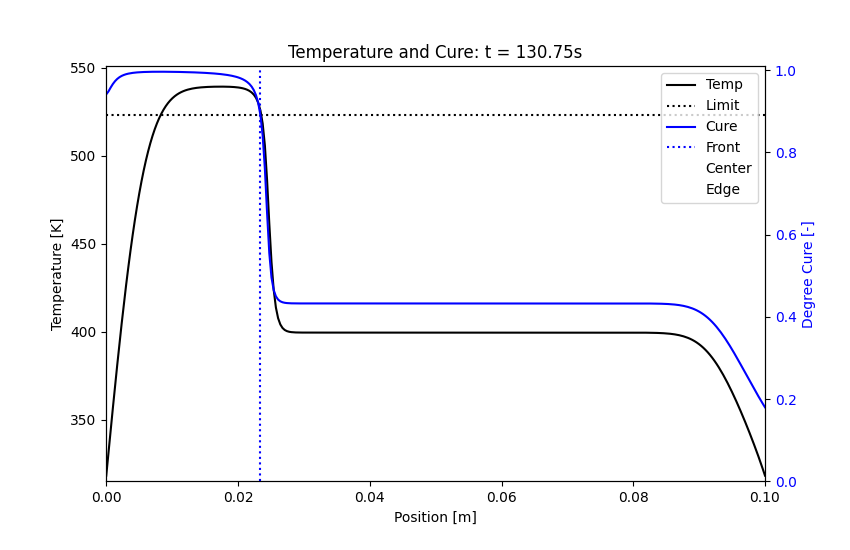 Temperature and Cure: t = 130.75s
550
500
450
400
350
Temperature [K]
Temp
Limit
Cure
Front
Center
Edge
1.0
0.8
0.6
0.4
0.2
0.0
Degree Cure [-]
0.00
0.02
0.04
0.06
0.08
0.10
Position [m]